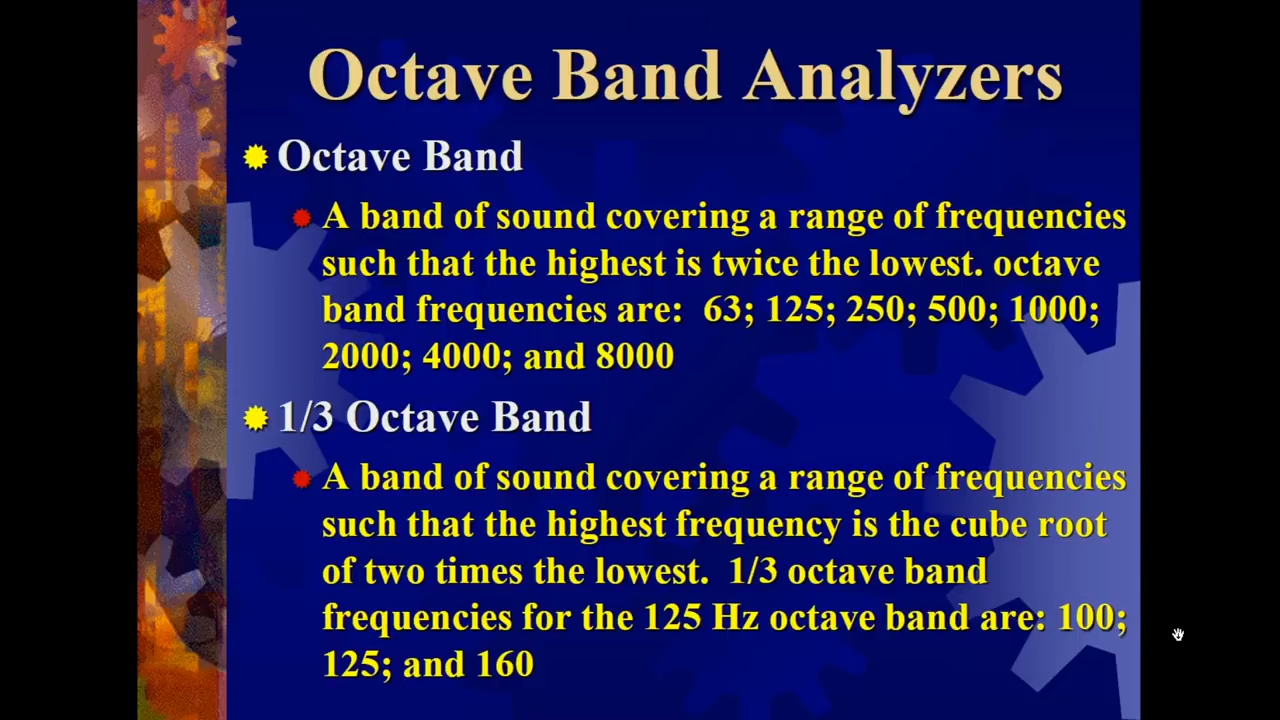 Octave Band Analyzers
Octave Band
A band of sound covering a range of frequencies
such that the highest is twice the lowest. octave
band frequencies are: 63; 125; 250; 500; 1000;
2000; 4000; and 8000
1/3 Octave Band
A band of sound covering a range of frequencies
such that the highest frequency is the cube root
of two times the lowest. 1/3 octave band
frequencies for the 125 Hz octave band are: 100;
125; and 160